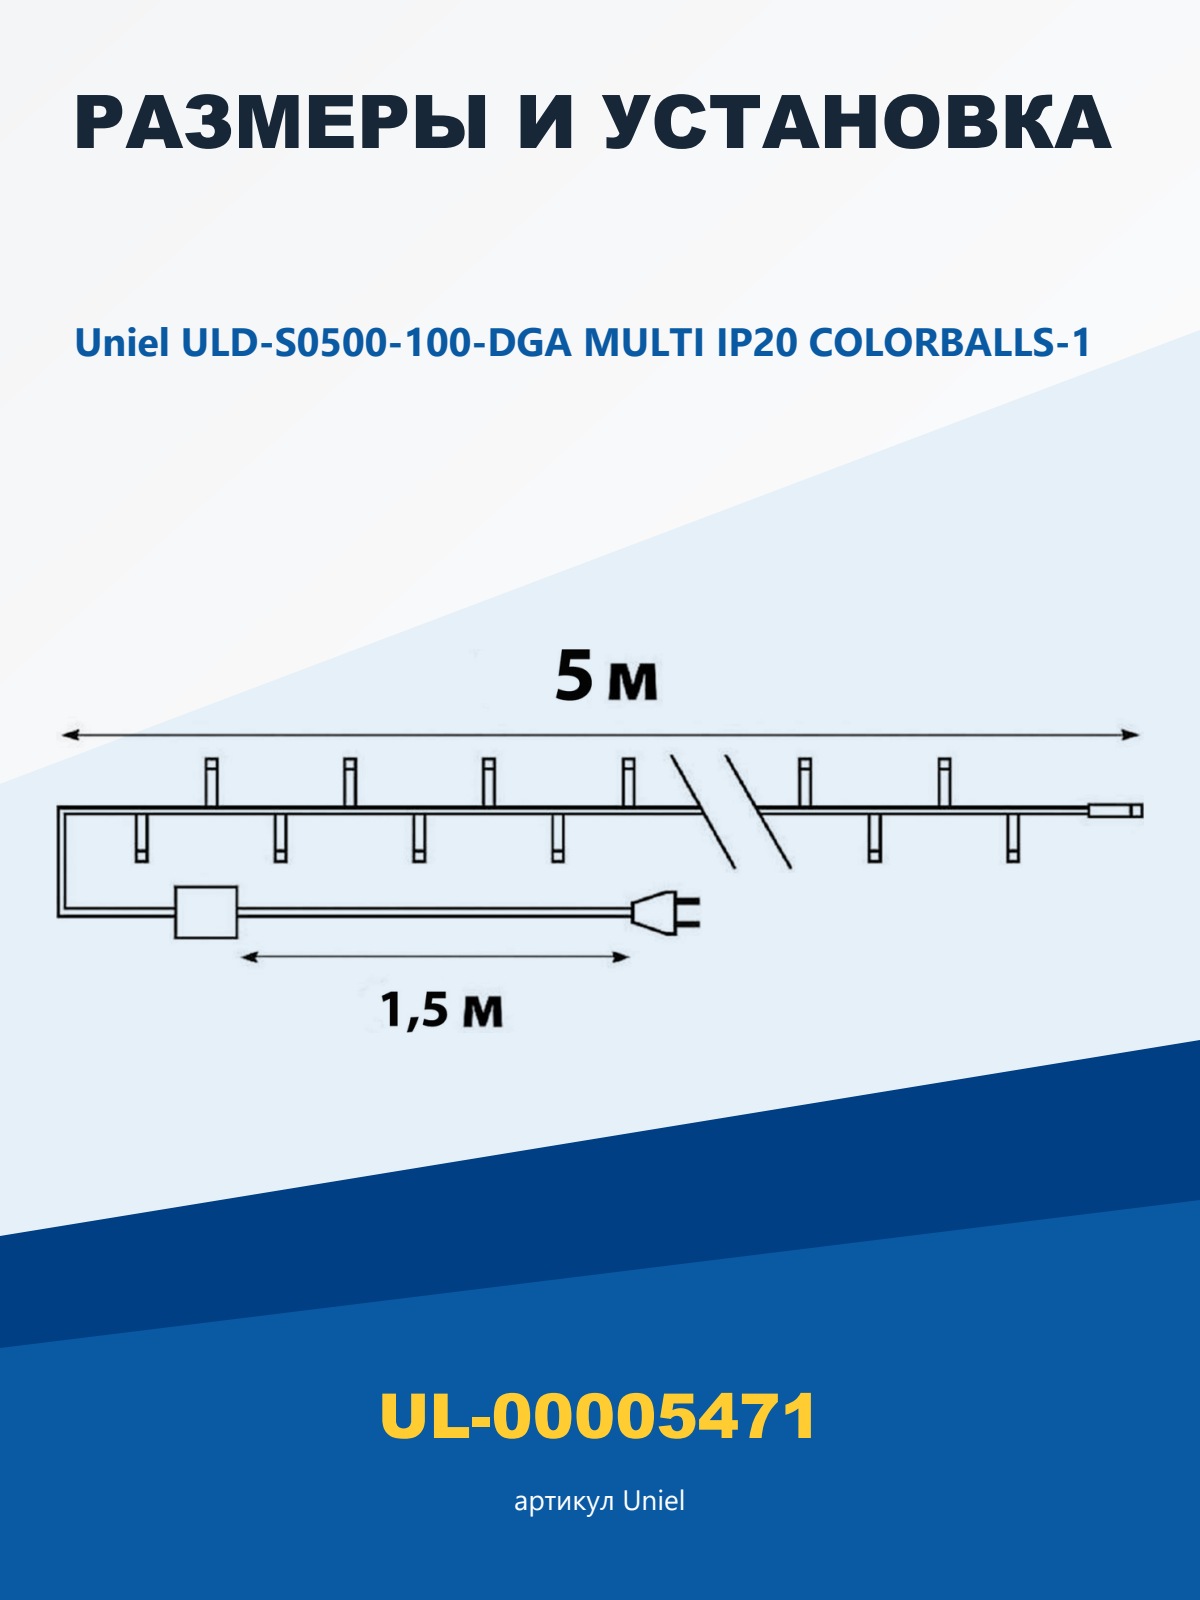 РАЗМЕРЫ И УСТАНОВКА
Uniel ULD-S0500-100-DGA MULTI IP20 COLORBALLS-1
5 м
1,5 м
UL-00005471
артикул Uniel